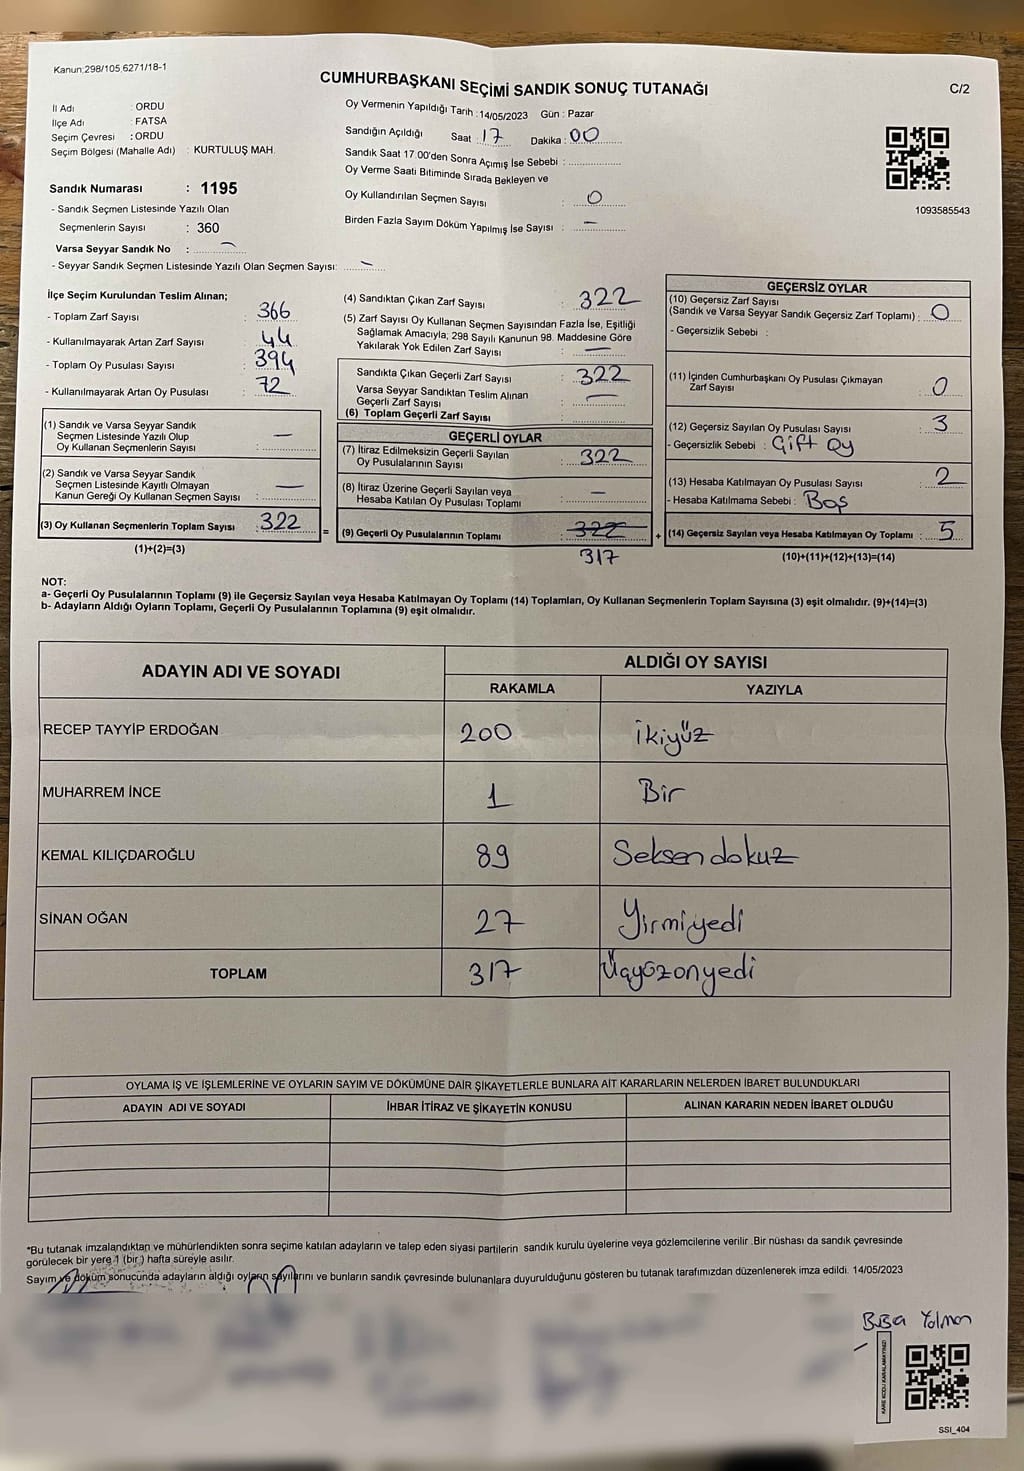 Kanun:298/105,6271/18-1
CUMHURBAŞKANI SEÇİMİ SANDIK SONUÇ TUTANAĞI
C/2
İl Adı : ORDU
İlçe Adı : FATSA
Seçim Çevresi : ORDU
Seçim Bölgesi (Mahalle Adı) : KURTULUŞ MAH.
Sandık Numarası : 1195
- Sandık Seçmen Listesinde Yazılı Olan
Seçmenlerin Sayısı : 360
Varsa Seyyar Sandık No : —
- Seyyar Sandık Seçmen Listesinde Yazılı Olan Seçmen Sayısı: —
Oy Vermenin Yapıldığı Tarih :14/05/2023 Gün : Pazar
Sandığın Açıldığı Saat : 17 Dakika : 00
Sandık Saat 17:00'den Sonra Açımış İse Sebebi :
Oy Verme Saati Bitiminde Sırada Bekleyen ve
Oy Kullandırılan Seçmen Sayısı : 0
Birden Fazla Sayım Döküm Yapılmış İse Sayısı : —
1093585543
İlçe Seçim Kurulundan Teslim Alınan;
- Toplam Zarf Sayısı : 366
- Kullanılmayarak Artan Zarf Sayısı : 44
- Toplam Oy Pusulası Sayısı : 394
- Kullanılmayarak Artan Oy Pusulası : 72
(1) Sandık ve Varsa Seyyar Sandık
Seçmen Listesinde Yazılı Olup
Oy Kullanan Seçmenlerin Sayısı : —
(2) Sandık ve Varsa Seyyar Sandık
Seçmen Listesinde Kayıtlı Olmayan
Kanun Gereği Oy Kullanan Seçmen Sayısı : —
(3) Oy Kullanan Seçmenlerin Toplam Sayısı : 322 =
(1)+(2)=(3)
(4) Sandıktan Çıkan Zarf Sayısı : 322
(5) Zarf Sayısı Oy Kullanan Seçmen Sayısından Fazla İse, Eşitliği
Sağlamak Amacıyla; 298 Sayılı Kanunun 98. Maddesine Göre
Yakılarak Yok Edilen Zarf Sayısı : —
Sandıkta Çıkan Geçerli Zarf Sayısı : 322
Varsa Seyyar Sandıktan Teslim Alınan
Geçerli Zarf Sayısı : —
(6) Toplam Geçerli Zarf Sayısı :
GEÇERLİ OYLAR
(7) İtiraz Edilmeksizin Geçerli Sayılan
Oy Pusulalarının Sayısı : 322
(8) İtiraz Üzerine Geçerli Sayılan veya
Hesaba Katılan Oy Pusulası Toplamı : —
(9) Geçerli Oy Pusulalarının Toplamı : 322 +
317
GEÇERSİZ OYLAR
(10) Geçersiz Zarf Sayısı
(Sandık ve Varsa Seyyar Sandık Geçersiz Zarf Toplamı) : 0
- Geçersizlik Sebebi :
(11) İçinden Cumhurbaşkanı Oy Pusulası Çıkmayan
Zarf Sayısı : 0
(12) Geçersiz Sayılan Oy Pusulası Sayısı : 3
- Geçersizlik Sebebi : Çift Oy
(13) Hesaba Katılmayan Oy Pusulası Sayısı : 2
- Hesaba Katılmama Sebebi : Boş
(14) Geçersiz Sayılan veya Hesaba Katılmayan Oy Toplamı : 5
(10)+(11)+(12)+(13)=(14)
NOT:
a- Geçerli Oy Pusulasının Toplamı (9) ile Geçersiz Sayılan veya Hesaba Katılmayan Oy Toplamı (14) Toplamları, Oy Kullanan Seçmenlerin Toplam Sayısına (3) eşit olmalıdır. (9)+(14)=(3)
b- Adayların Aldığı Oyların Toplamı, Geçerli Oy Pusulalarının Toplamına (9) eşit olmalıdır.
ADAYIN ADI VE SOYADI
ALDIĞI OY SAYISI
RAKAMLA YAZIYLA
RECEP TAYYİP ERDOĞAN 200 İkiyüz
MUHARREM İNCE 1 Bir
KEMAL KILIÇDAROĞLU 89 Seksendokuz
SİNAN OĞAN 27 Yirmiyedi
TOPLAM 317 Üçyüzonyedi
OYLAMA İŞ VE İŞLEMLERİNE VE OYLARIN SAYIM VE DÖKÜMÜNE DAİR ŞİKAYETLERLE BUNLARA AİT KARARLARIN NELERDEN İBARET BULUNDUKLARI
ADAYIN ADI VE SOYADI İHBAR İTİRAZ VE ŞİKAYETİN KONUSU ALINAN KARARIN NEDEN İBARET OLDUĞU
*Bu tutanak imzalandıktan ve mühürlendikten sonra seçime katılan adayların ve talep eden siyasi partilerin sandık kurulu üyelerine veya gözlemcilerine verilir .Bir nüshası da sandık çevresinde
görülecek bir yere 1 (bir) hafta süreyle asılır.
Sayım ve döküm sonucunda adayların aldığı oyların sayılarını ve bunların sandık çevresinde bulunanlara duyurulduğunu gösteren bu tutanak tarafımızdan düzenlenerek imza edildi. 14/05/2023
KARE KODU KARALAMAYINIZ!
SSI_404